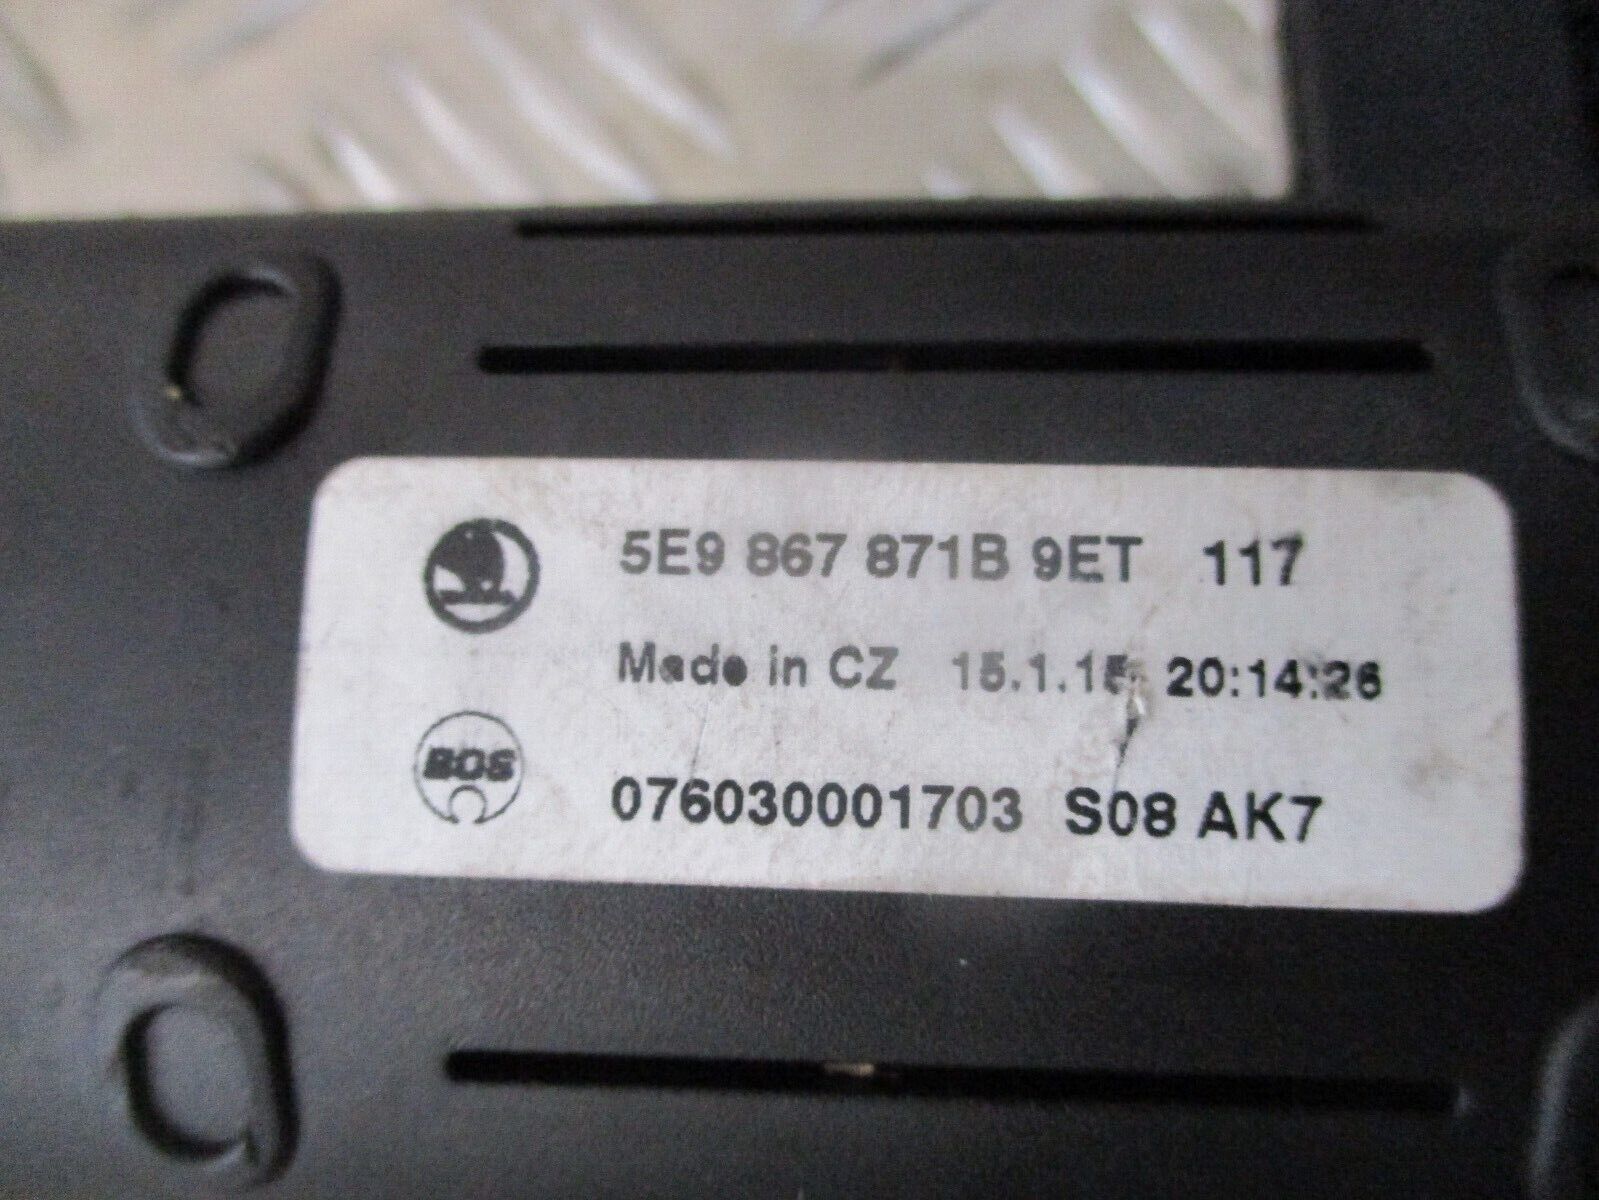 5E9 867 871B 9ET 117
Made in CZ 15.1.15 20:14:26
BOS
076030001703 S08 AK7